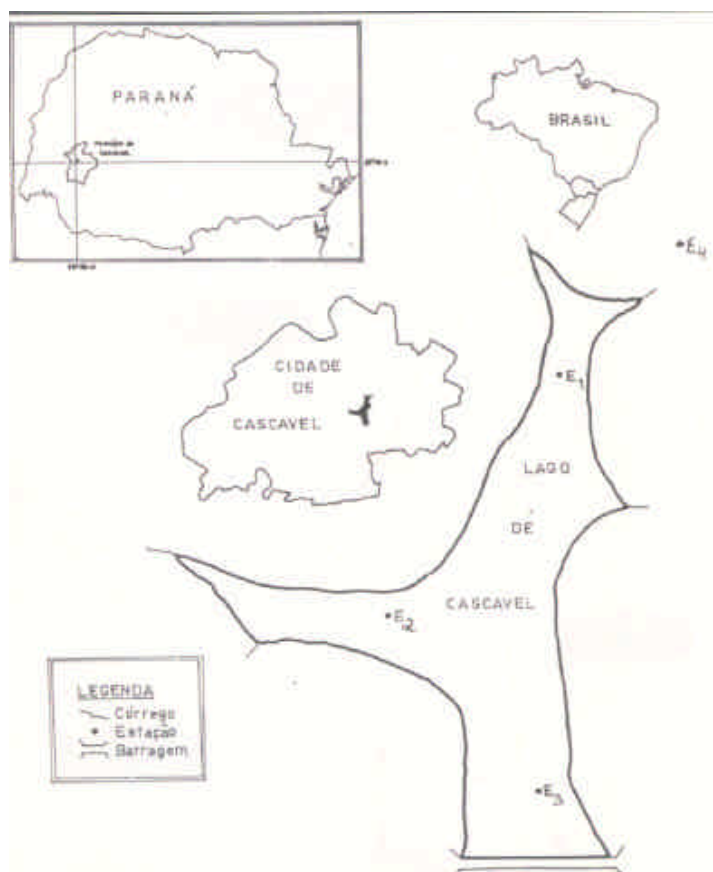 PARANÁ
BRASIL
E4
CIDADE
DE
CASCAVEL
E1
LAGO
DE
CASCAVEL
E2
LEGENDA
Córrego
Estação
Barragem
E3